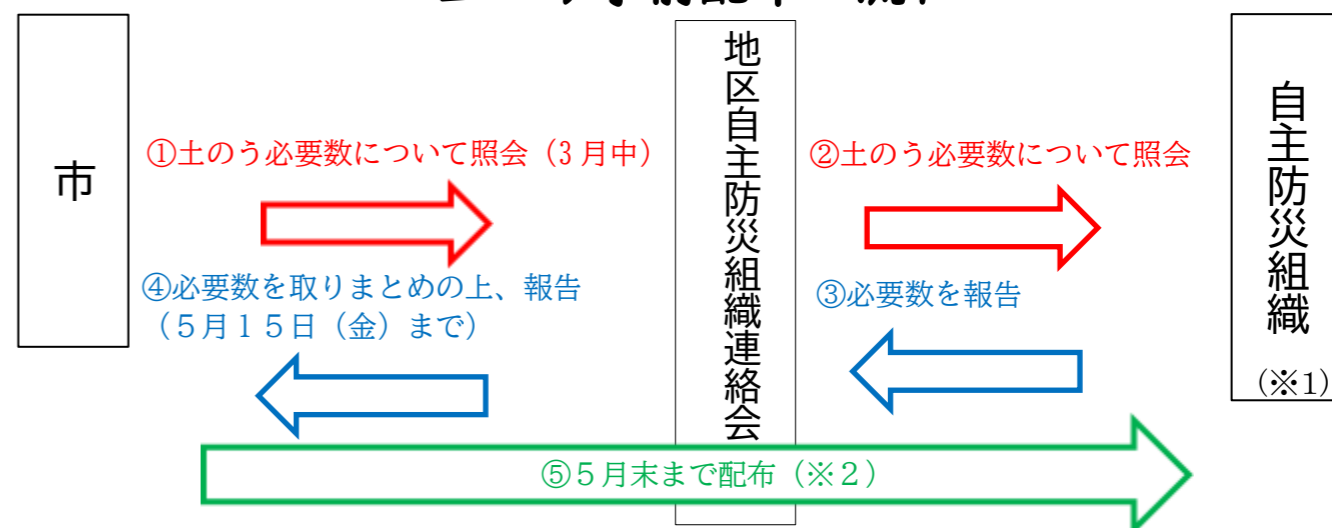 市
①土のう必要数について照会（3月中）
地区自主防災組織連絡会
②土のう必要数について照会
自主防災組織
（※1）
④必要数を取りまとめの上、報告
（５月１５日（金）まで）
③必要数を報告
⑤５月末まで配布（※２）